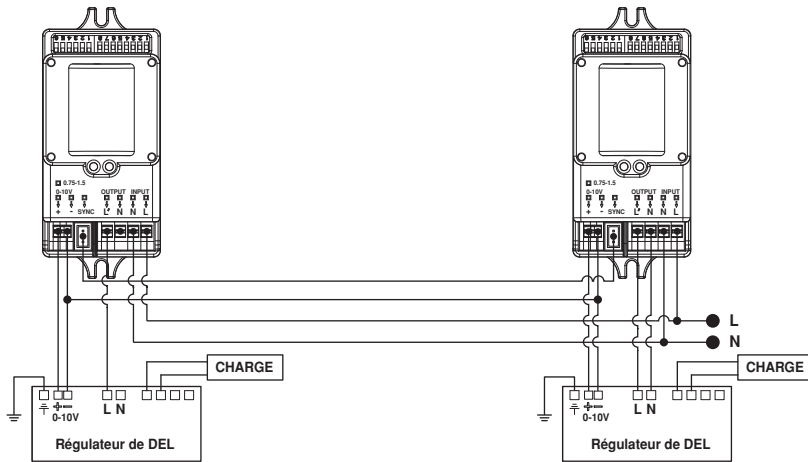 0.75-1.5
0-10V OUTPUT INPUT
+ - SYNC L' N N L
0.75-1.5
0-10V OUTPUT INPUT
+ - SYNC L' N N L
L
N
CHARGE
L N
0-10V
Régulateur de DEL
CHARGE
L N
0-10V
Régulateur de DEL